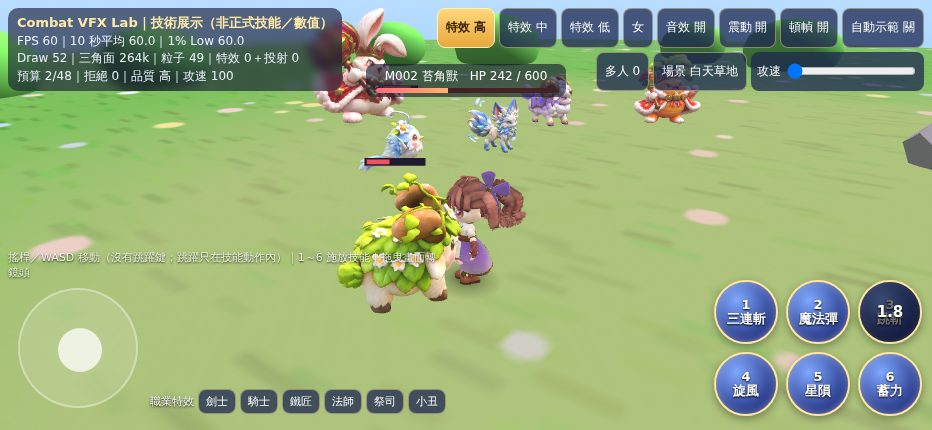 Combat VFX Lab｜技術展示（非正式技能／數值）
FPS 60｜10 秒平均 60.0｜1% Low 60.0
Draw 52｜三角面 264k｜粒子 49｜特效 0＋投射 0
預算 2/48｜拒絕 0｜品質 高｜攻速 100
特效 高
特效 中
特效 低
女
音效 開
震動 開
頓幀 開
自動示範 關
多人 0
場景 白天草地
攻速
M002 苔角獸 HP 242 / 600
搖桿／WASD 移動（沒有跳躍鍵；跳躍只在技能動作內）｜1~6 施放技能｜拖曳畫面轉
鏡頭
1
三連斬
2
魔法彈
3
1.8
跳斬
4
旋風
5
星隕
6
蓄力
職業特效
劍士
騎士
鐵匠
法師
祭司
小丑